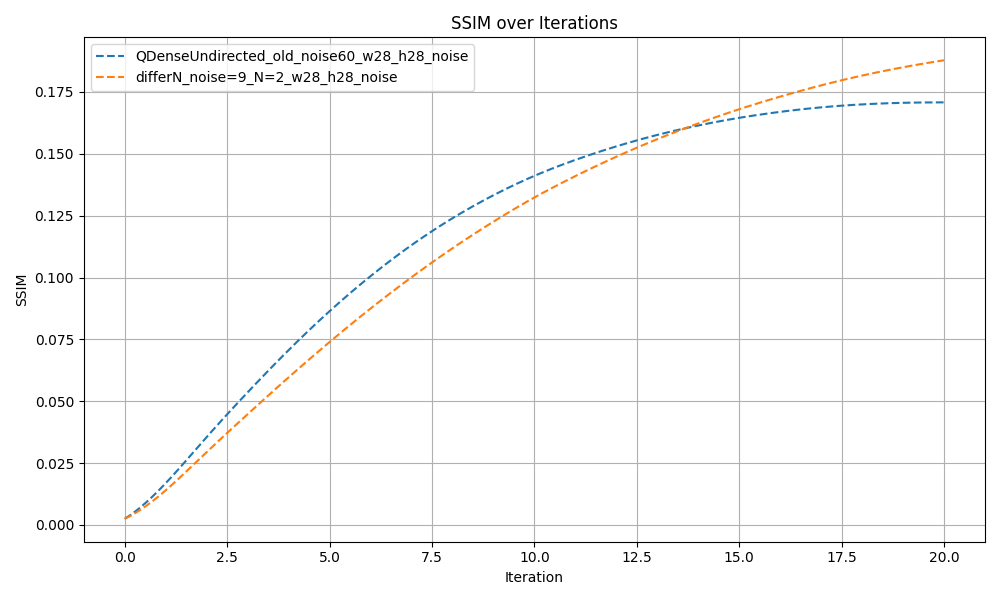 SSIM over Iterations
QDenseUndirected_old_noise60_w28_h28_noise
differN_noise=9_N=2_w28_h28_noise
SSIM
0.175
0.150
0.125
0.100
0.075
0.050
0.025
0.000
0.0 2.5 5.0 7.5 10.0 12.5 15.0 17.5 20.0
Iteration